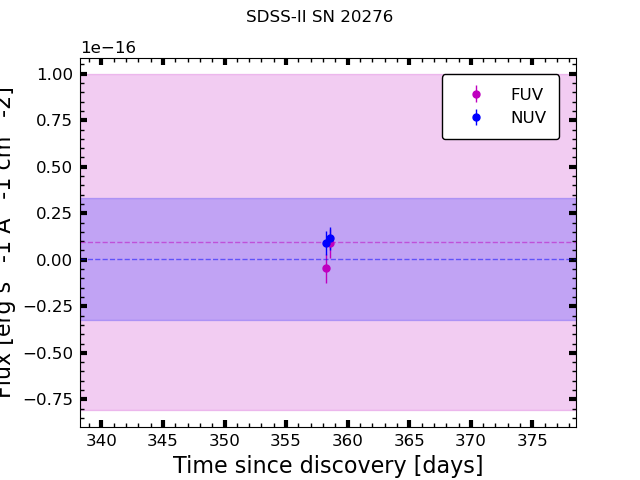 SDSS-II SN 20276
1e−16
1.00
0.75
0.50
0.25
0.00
−0.25
−0.50
−0.75
FUV
NUV
340 345 350 355 360 365 370 375
Time since discovery [days]
Flux [erg s -1 A -1 cm -2]